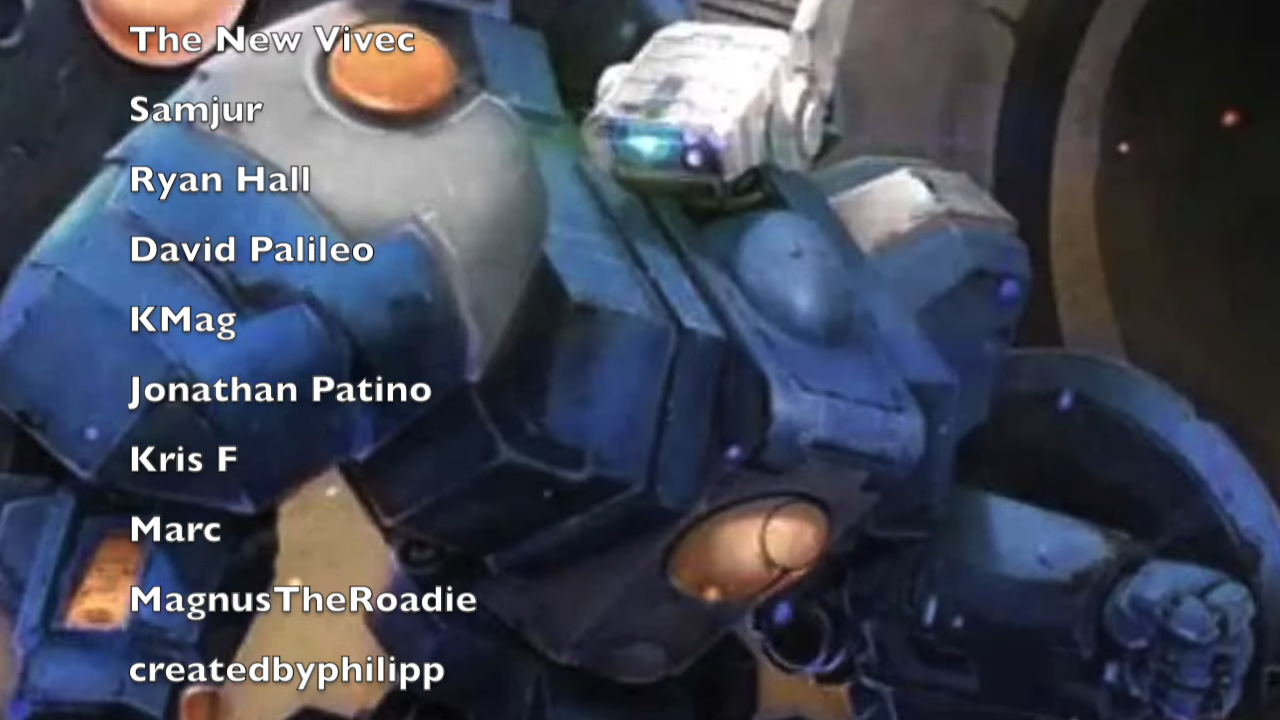 The New Vivec
Samjur
Ryan Hall
David Palileo
KMag
Jonathan Patino
Kris F
Marc
MagnusTheRoadie
createdbyphilipp